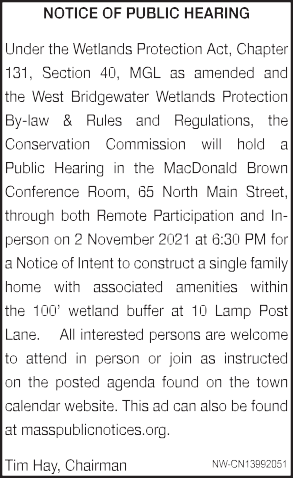 NOTICE OF PUBLIC HEARING
Under the Wetlands Protection Act, Chapter
131, Section 40, MGL as amended and
the West Bridgewater Wetlands Protection
By-law & Rules and Regulations, the
Conservation Commission will hold a
Public Hearing in the MacDonald Brown
Conference Room, 65 North Main Street,
through both Remote Participation and In-
person on 2 November 2021 at 6:30 PM for
a Notice of Intent to construct a single family
home with associated amenities within
the 100' wetland buffer at 10 Lamp Post
Lane. All interested persons are welcome
to attend in person or join as instructed
on the posted agenda found on the town
calendar website. This ad can also be found
at masspublicnotices.org.
Tim Hay, Chairman NW-CN13992051